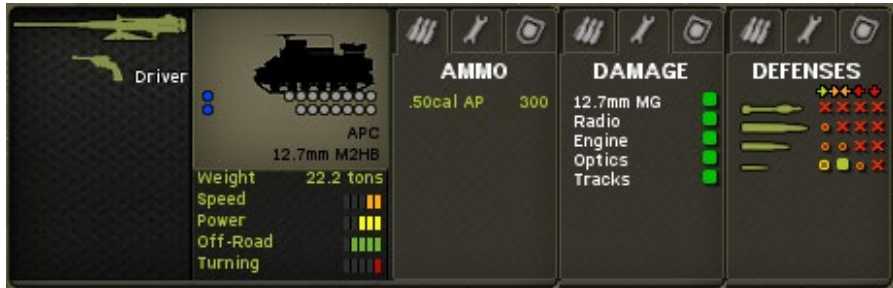 Driver
APC
12.7mm M2HB
Weight 22.2 tons
Speed
Power
Off-Road
Turning
AMMO
.50cal AP 300
DAMAGE
12.7mm MG
Radio
Engine
Optics
Tracks
DEFENSES